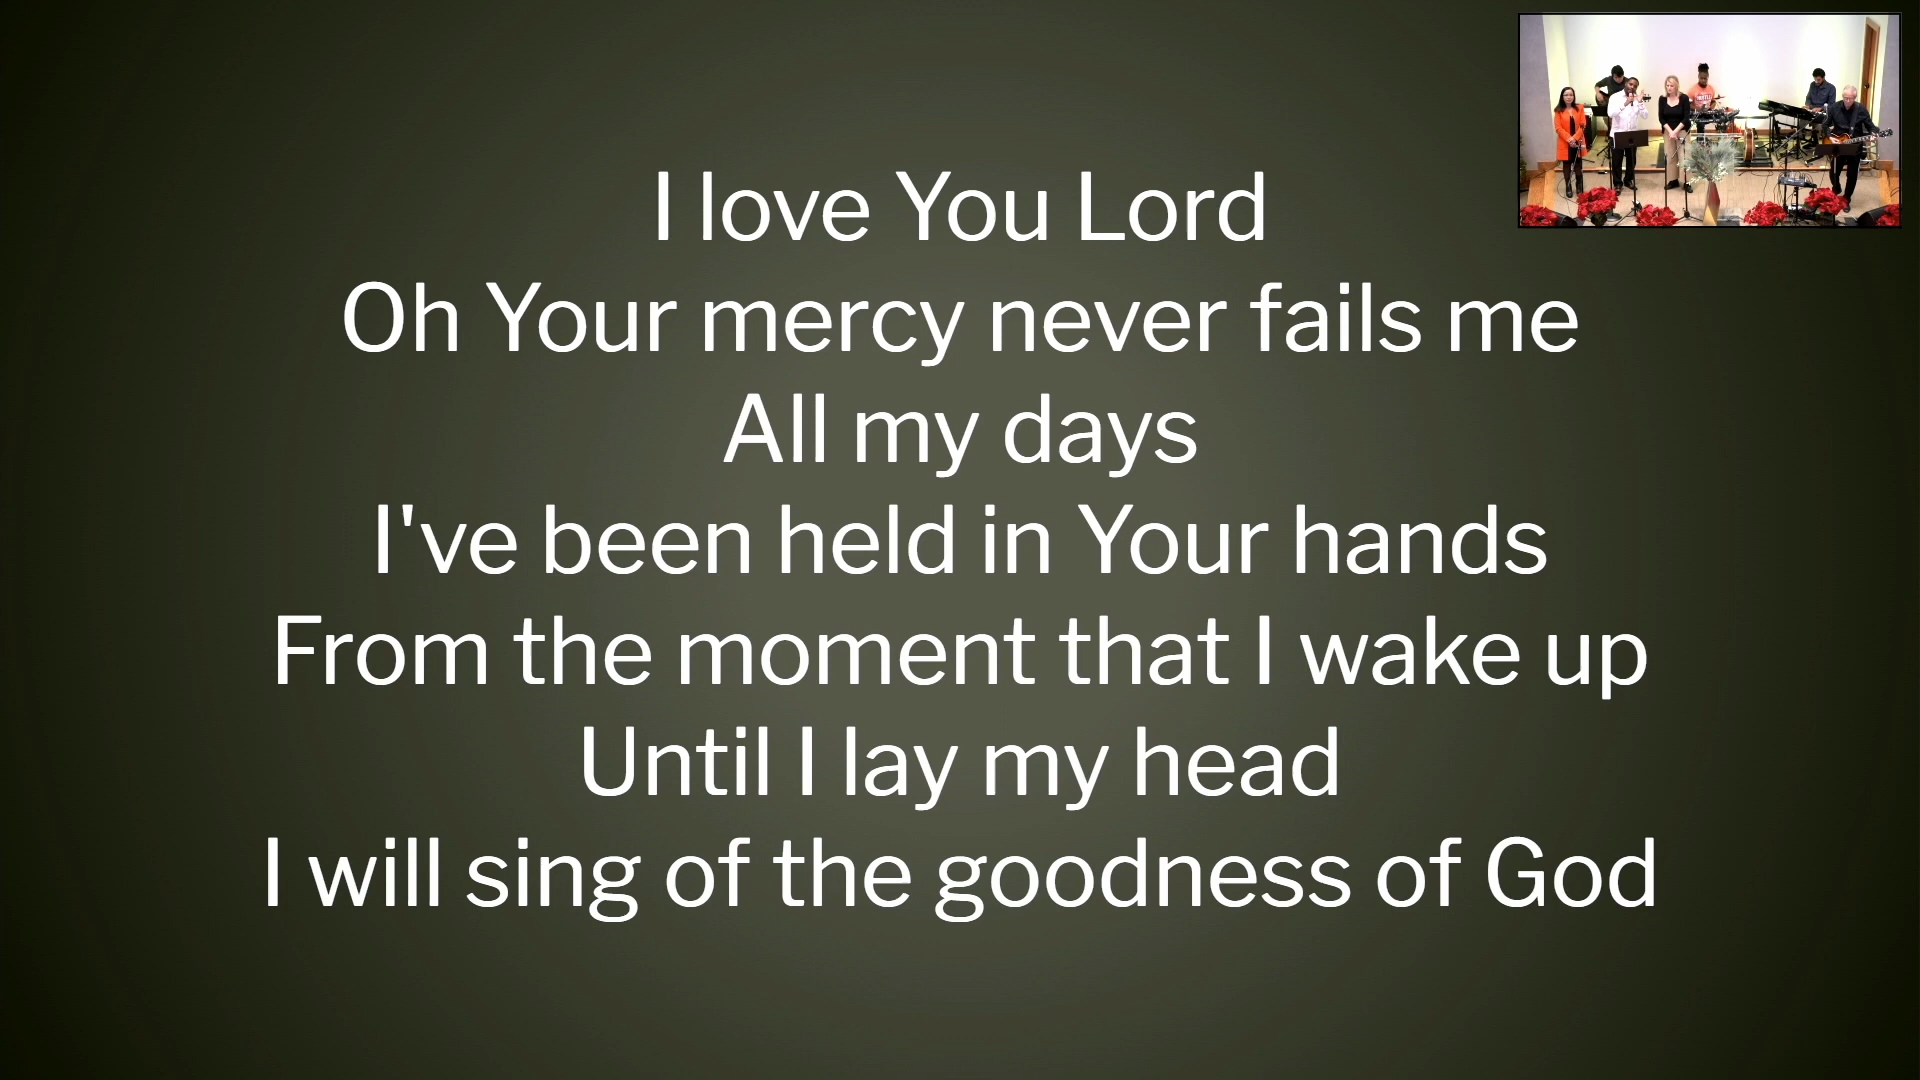 I love You Lord
Oh Your mercy never fails me
All my days
I've been held in Your hands
From the moment that I wake up
Until I lay my head
I will sing of the goodness of God